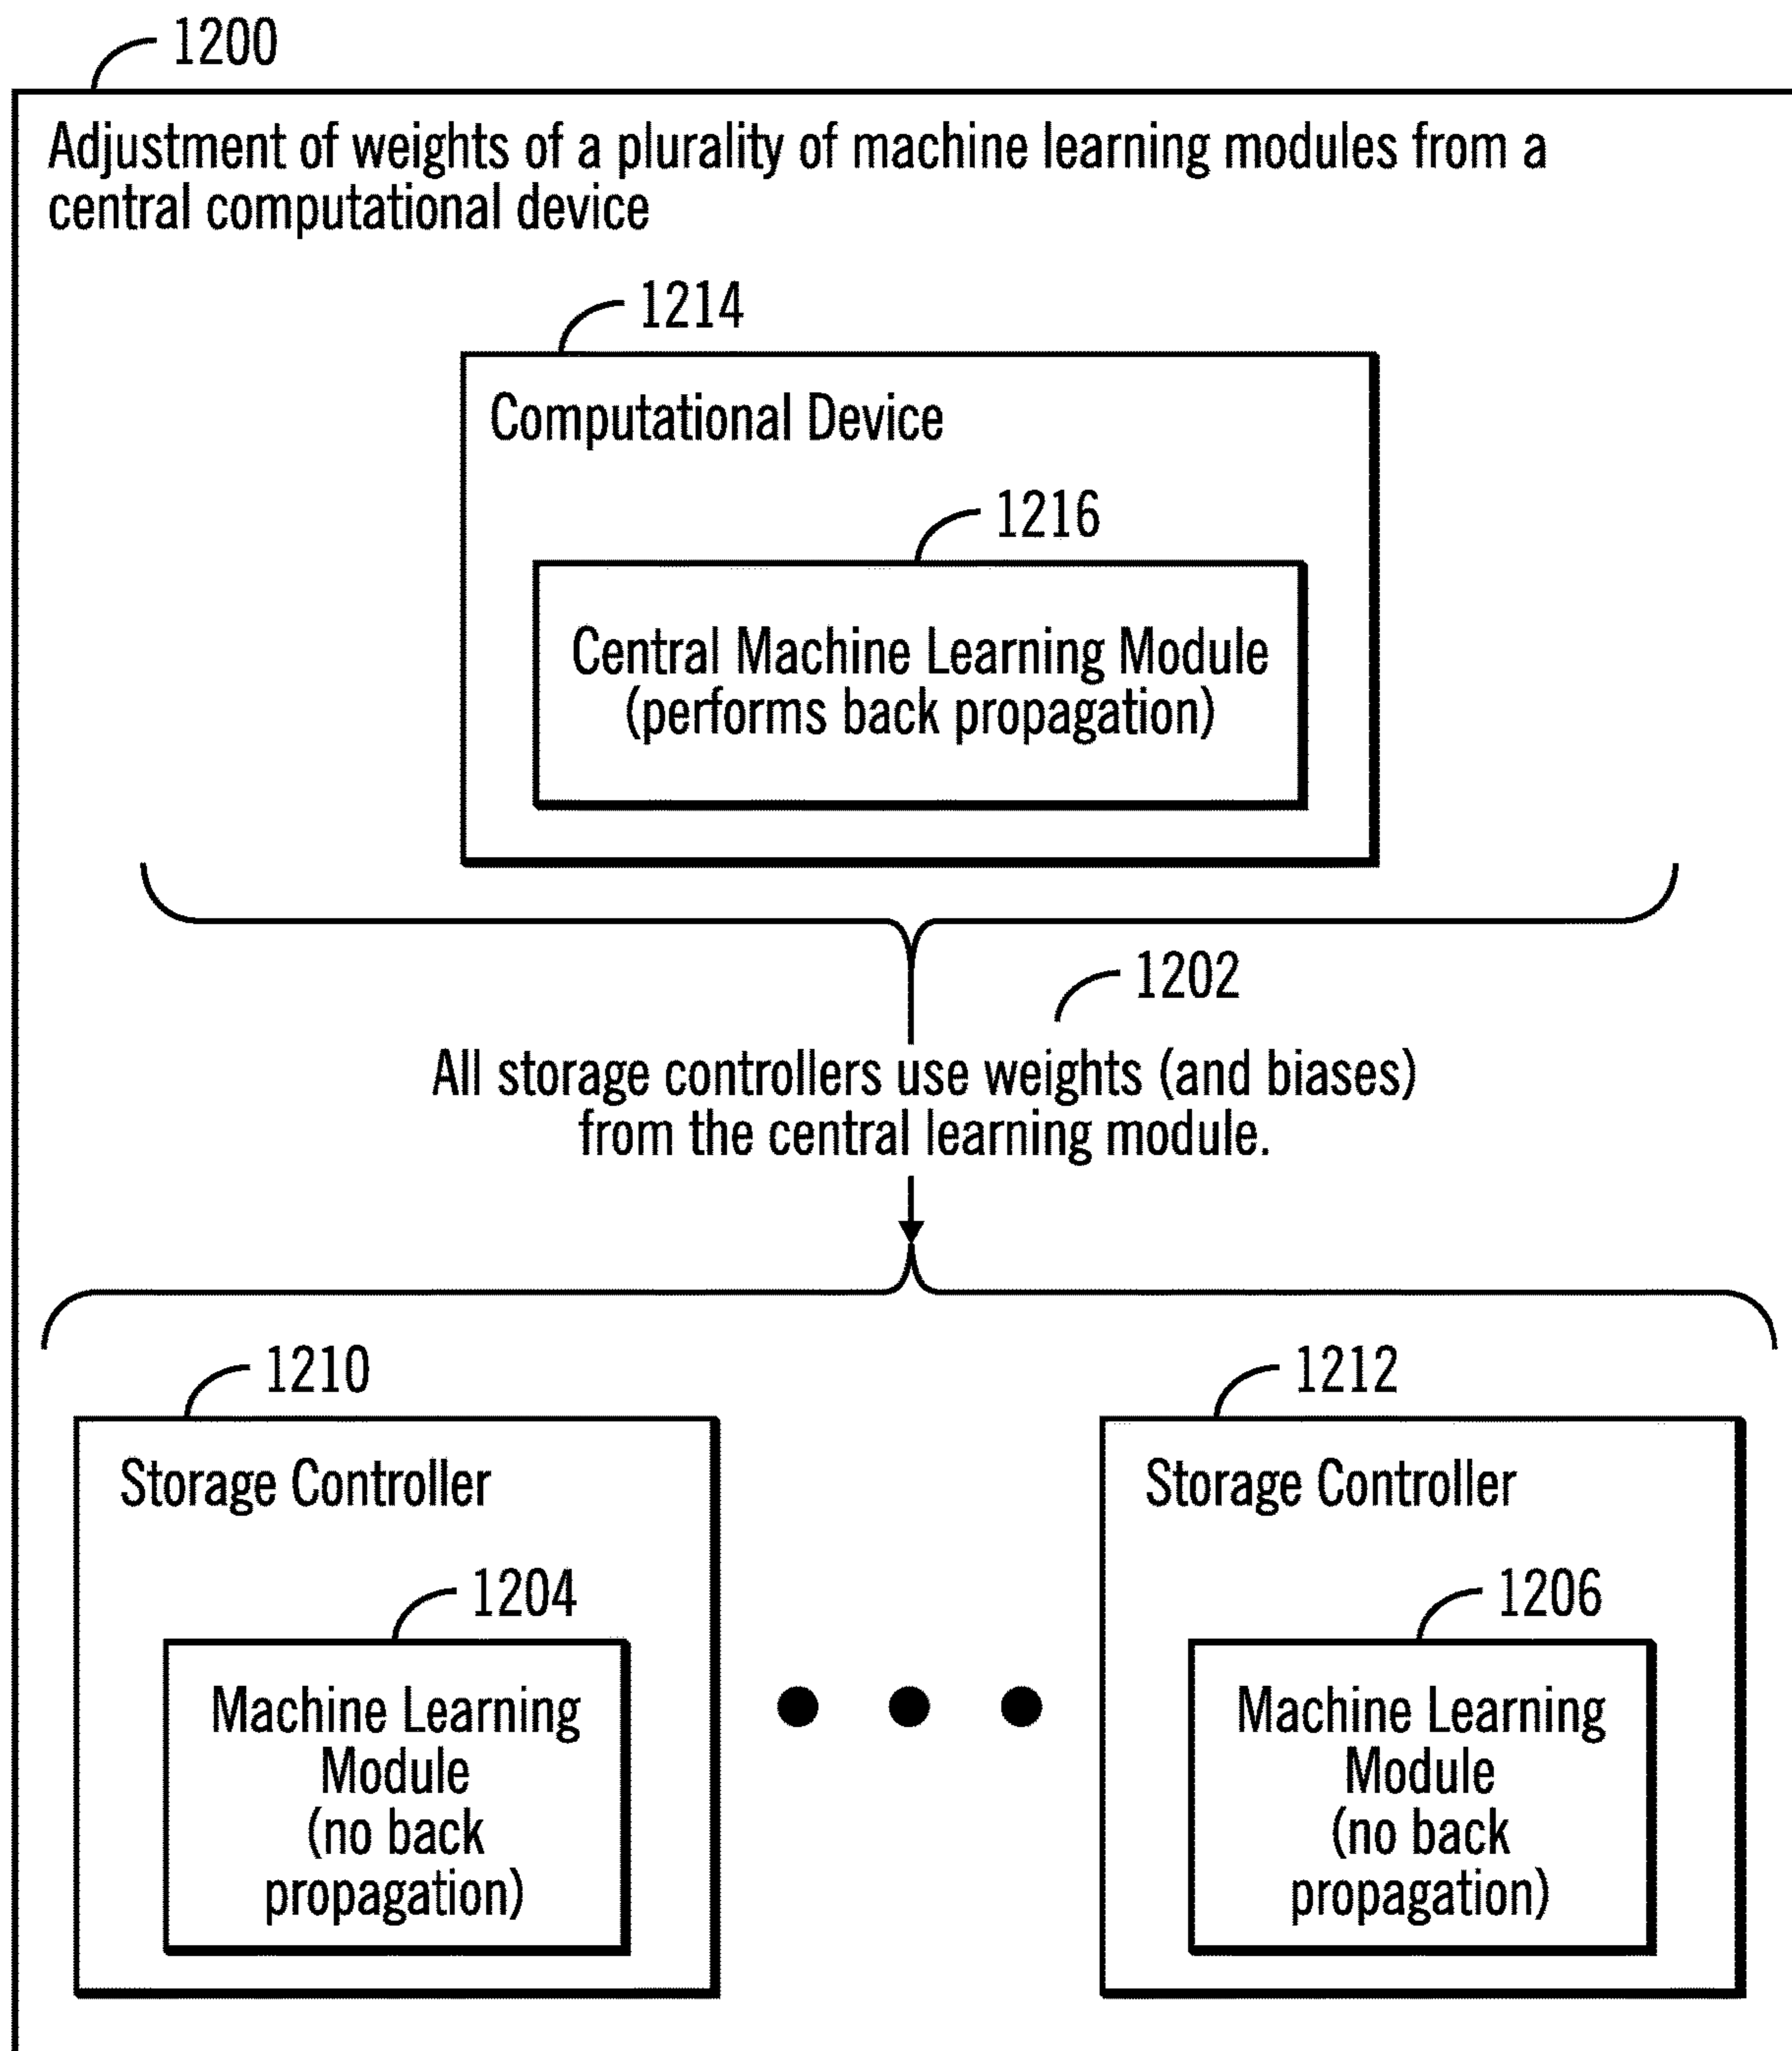 1200
Adjustment of weights of a plurality of machine learning modules from a
central computational device
1214
Computational Device
1216
Central Machine Learning Module
(performs back propagation)
1202
All storage controllers use weights (and biases)
from the central learning module.
1210
Storage Controller
1204
Machine Learning
Module
(no back
propagation)
1212
Storage Controller
1206
Machine Learning
Module
(no back
propagation)